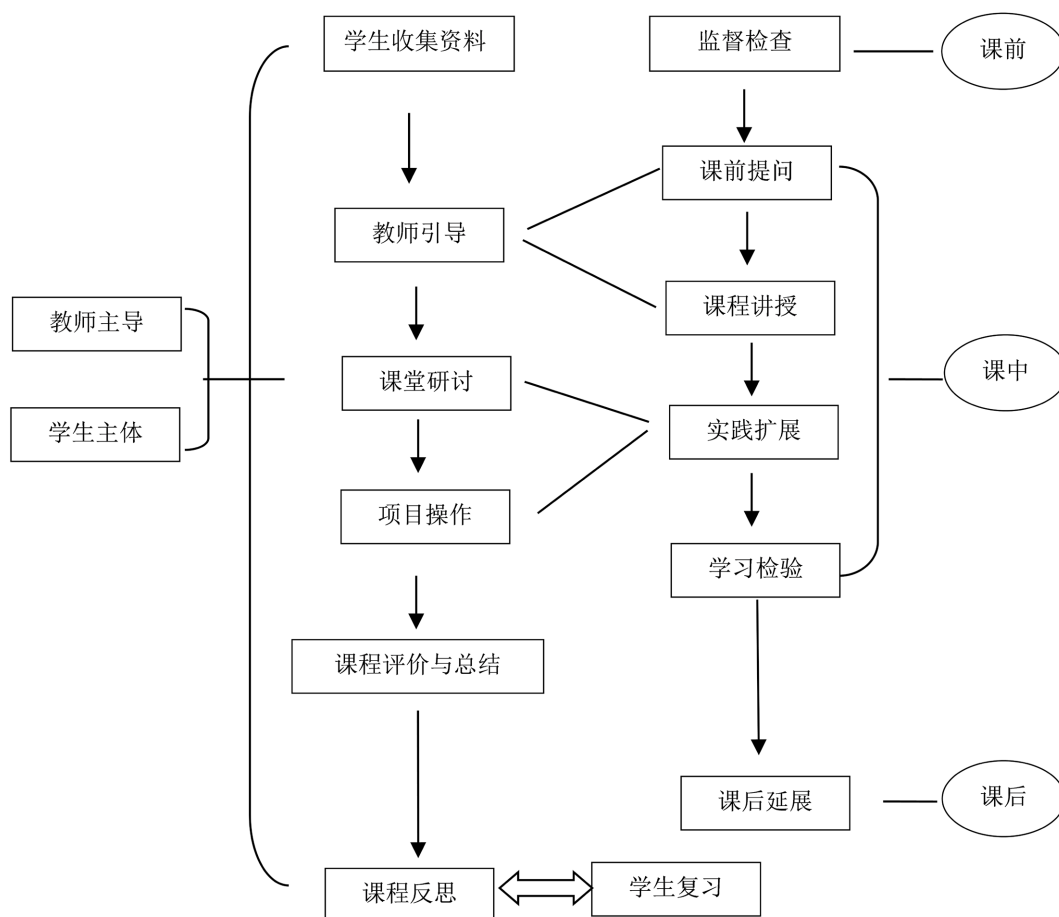 学生收集资料
监督检查
课前
课前提问
教师引导
课程讲授
教师主导
课堂研讨
课中
学生主体
实践扩展
项目操作
学习检验
课程评价与总结
课后延展
课后
课程反思
学生复习